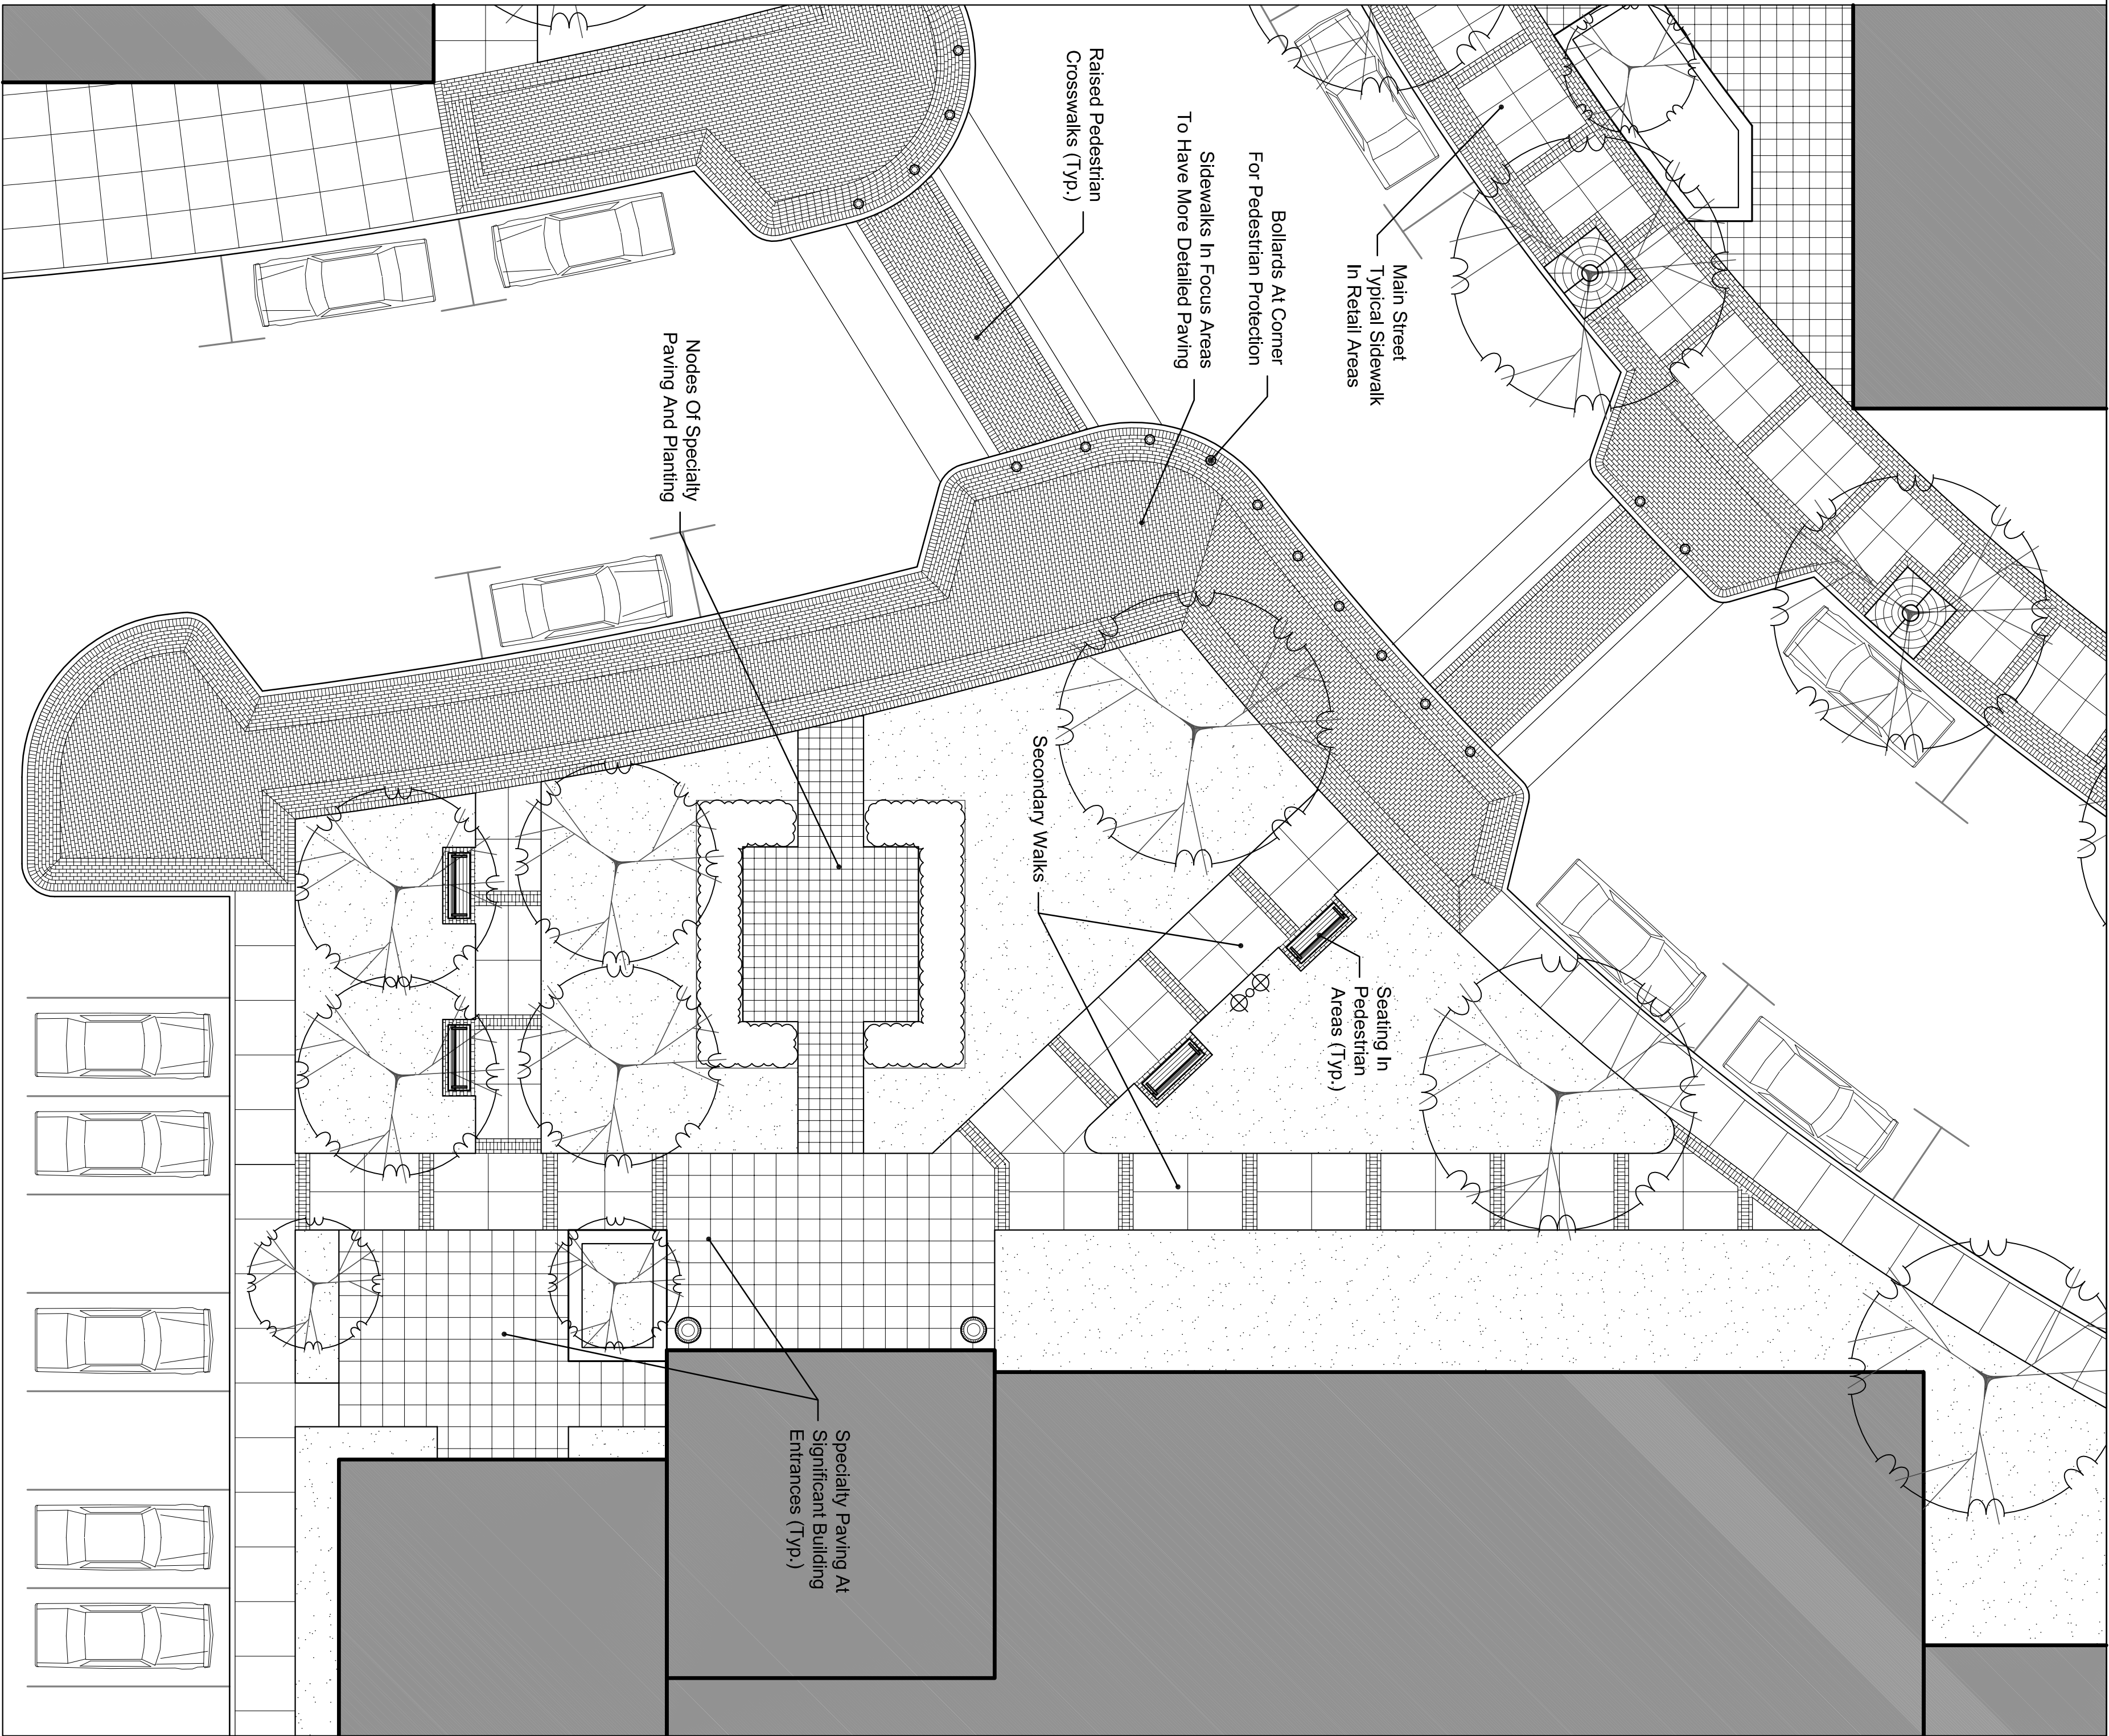 Raised Pedestrian
Crosswalks (Typ.)
Sidewalks In Focus Areas
To Have More Detailed Paving
Bollards At Corner
For Pedestrian Protection
Main Street
Typical Sidewalk
In Retail Areas
Nodes Of Specialty
Paving And Planting
Secondary Walks
Seating In
Pedestrian
Areas (Typ.)
Specialty Paving At
Significant Building
Entrances (Typ.)